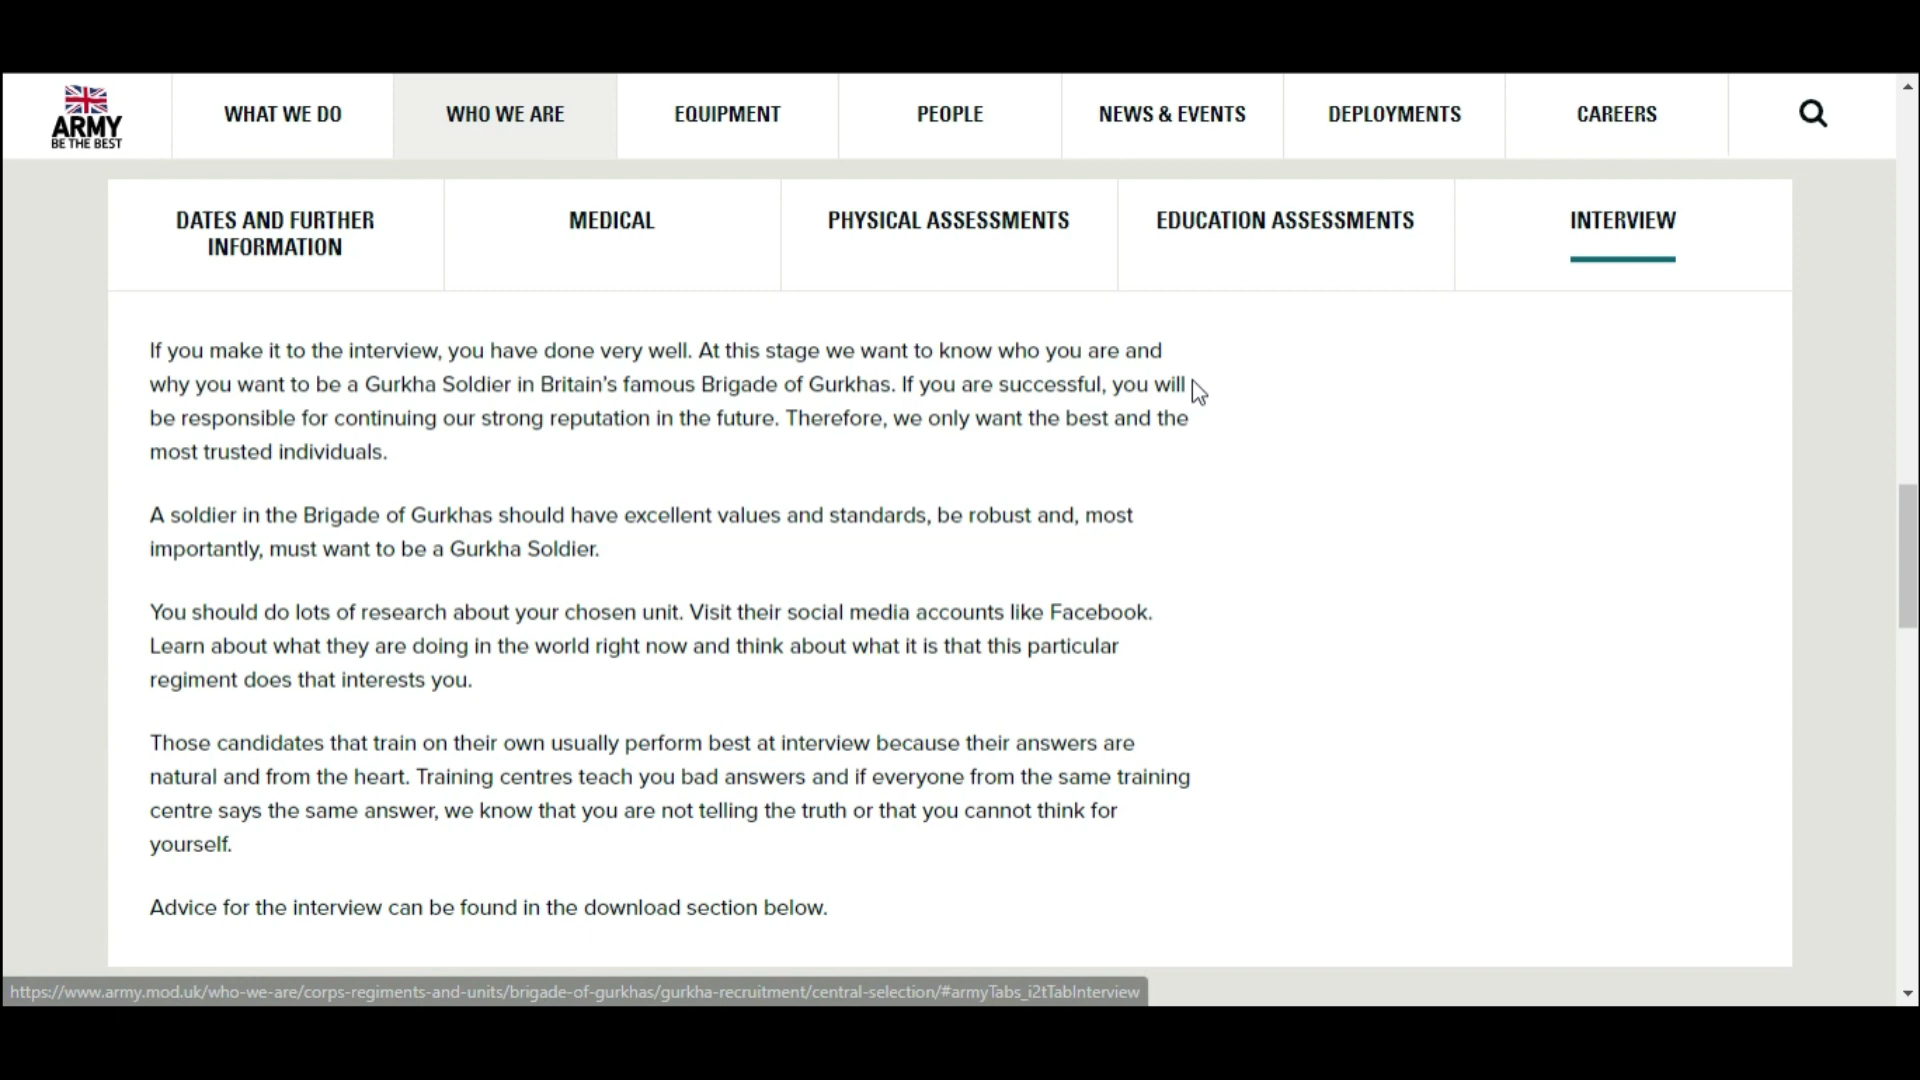 ARMY
BE THE BEST
WHAT WE DO
WHO WE ARE
EQUIPMENT
PEOPLE
NEWS & EVENTS
DEPLOYMENTS
CAREERS
DATES AND FURTHER
INFORMATION
MEDICAL
PHYSICAL ASSESSMENTS
EDUCATION ASSESSMENTS
INTERVIEW
If you make it to the interview, you have done very well. At this stage we want to know who you are and
why you want to be a Gurkha Soldier in Britain's famous Brigade of Gurkhas. If you are successful, you will
be responsible for continuing our strong reputation in the future. Therefore, we only want the best and the
most trusted individuals.
A soldier in the Brigade of Gurkhas should have excellent values and standards, be robust and, most
importantly, must want to be a Gurkha Soldier.
You should do lots of research about your chosen unit. Visit their social media accounts like Facebook.
Learn about what they are doing in the world right now and think about what it is that this particular
regiment does that interests you.
Those candidates that train on their own usually perform best at interview because their answers are
natural and from the heart. Training centres teach you bad answers and if everyone from the same training
centre says the same answer, we know that you are not telling the truth or that you cannot think for
yourself.
Advice for the interview can be found in the download section below.
https://www.army.mod.uk/who-we-are/corps-regiments-and-units/brigade-of-gurkhas/gurkha-recruitment/central-selection/#armyTabs_i2tTabInterview